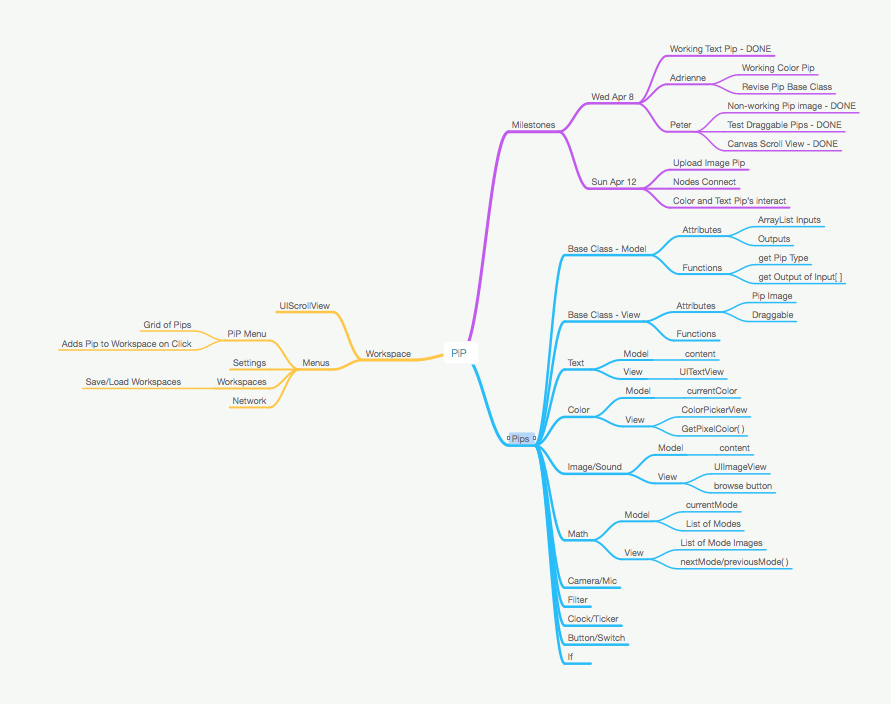 PiP
Milestones
Wed Apr 8
Working Text Pip - DONE
Adrienne
Working Color Pip
Revise Pip Base Class
Peter
Non-working Pip image - DONE
Test Draggable Pips - DONE
Canvas Scroll View - DONE
Sun Apr 12
Upload Image Pip
Nodes Connect
Color and Text Pip's interact
Pips
Base Class - Model
Attributes
ArrayList Inputs
Outputs
Functions
get Pip Type
get Output of Input[ ]
Base Class - View
Attributes
Pip Image
Draggable
Functions
Text
Model
content
View
UITextView
Color
Model
currentColor
View
ColorPickerView
GetPixelColor( )
Image/Sound
Model
content
View
UIImageView
browse button
Math
Model
currentMode
List of Modes
View
List of Mode Images
nextMode/previousMode( )
Camera/Mic
Filter
Clock/Ticker
Button/Switch
If
Workspace
UIScrollView
Menus
PiP Menu
Grid of Pips
Adds Pip to Workspace on Click
Settings
Workspaces
Save/Load Workspaces
Network